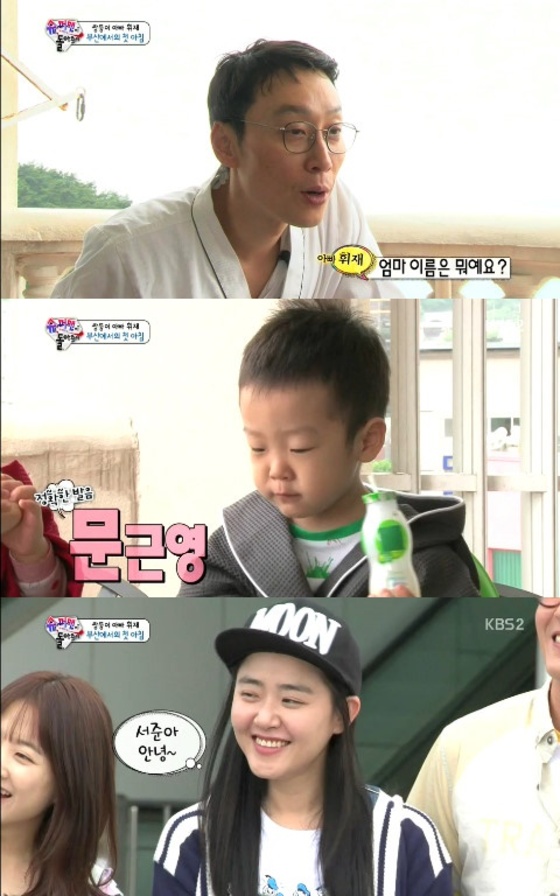 슈퍼맨이 돌아왔다
쌍둥이 아빠 휘재
부산에서의 첫 아침
아빠 휘재
엄마 이름은 뭐예요?
슈퍼맨이 돌아왔다
쌍둥이 아빠 휘재
부산에서의 첫 아침
정확한 발음
문근영
슈퍼맨이 돌아왔다
쌍둥이 아빠 휘재
부산에서의 첫 아침
KBS2
MOON
서준아
안녕~